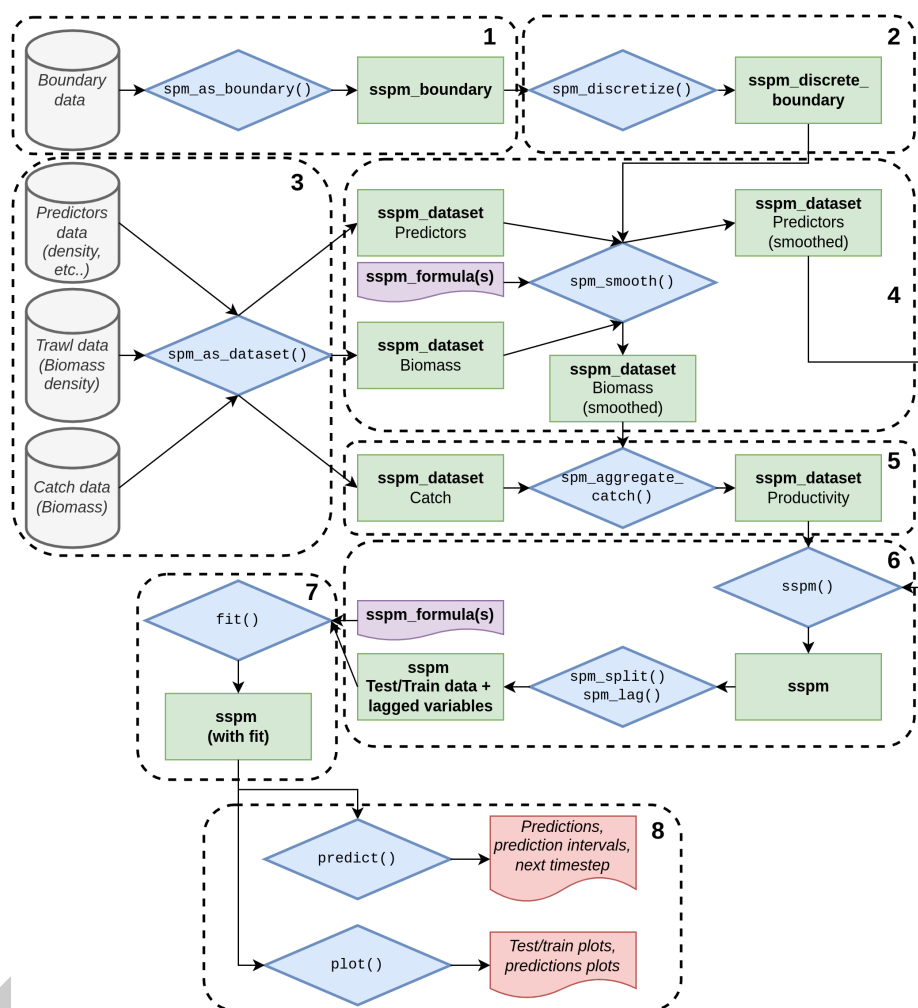 1
Boundary
data
spm_as_boundary()
sspm_boundary
2
spm_discretize()
sspm_discrete_
boundary
3
Predictors
data
(density,
etc..)
Trawl data
(Biomass
density)
Catch data
(Biomass)
spm_as_dataset()
4
sspm_dataset
Predictors
sspm_formula(s)
sspm_dataset
Biomass
spm_smooth()
sspm_dataset
Predictors
(smoothed)
sspm_dataset
Biomass
(smoothed)
5
sspm_dataset
Catch
spm_aggregate_
catch()
sspm_dataset
Productivity
6
sspm()
sspm
spm_split()
spm_lag()
sspm_formula(s)
sspm
Test/Train data +
lagged variables
7
fit()
sspm
(with fit)
8
predict()
Predictions,
prediction intervals,
next timestep
plot()
Test/train plots,
predictions plots